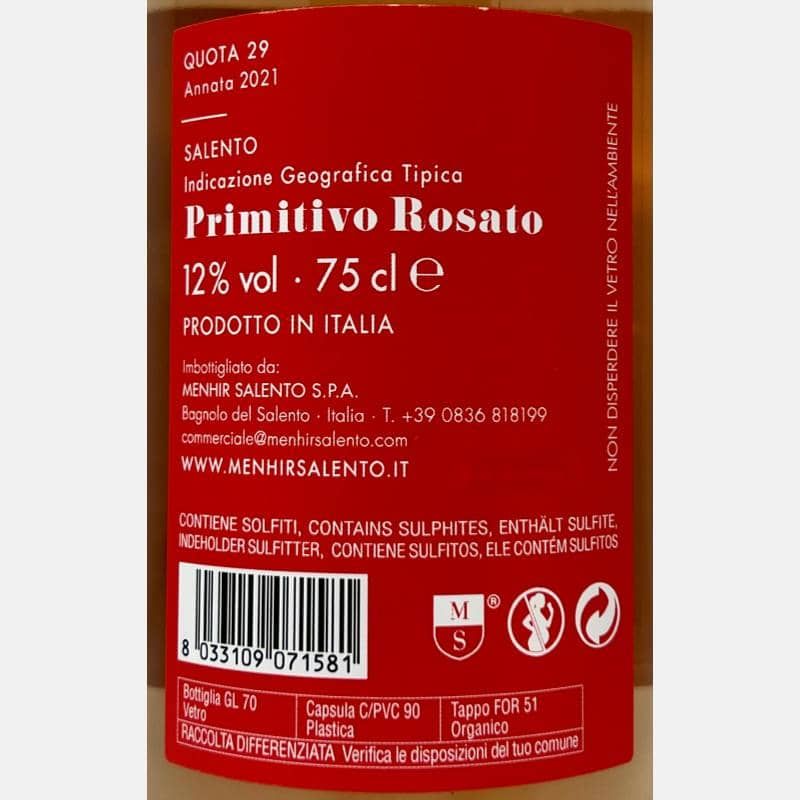 QUOTA 29
Annata 2021
SALENTO
Indicazione Geografica Tipica
Primitivo Rosato
12% vol · 75 cl ℮
PRODOTTO IN ITALIA
Imbottigliato da:
MENHIR SALENTO S.P.A.
Bagnolo del Salento · Italia · T. +39 0836 818199
commerciale@menhirsalento.com
WWW.MENHIRSALENTO.IT
NON DISPERDERE IL VETRO NELL'AMBIENTE
CONTIENE SOLFITI, CONTAINS SULPHITES, ENTHÄLT SULFITE,
INDEHOLDER SULFITTER, CONTIENE SULFITOS, ELE CONTÉM SULFITOS
8 033109 071581
M S ®
Bottiglia GL 70
Vetro
Capsula C/PVC 90
Plastica
Tappo FOR 51
Organico
RACCOLTA DIFFERENZIATA Verifica le disposizioni del tuo comune